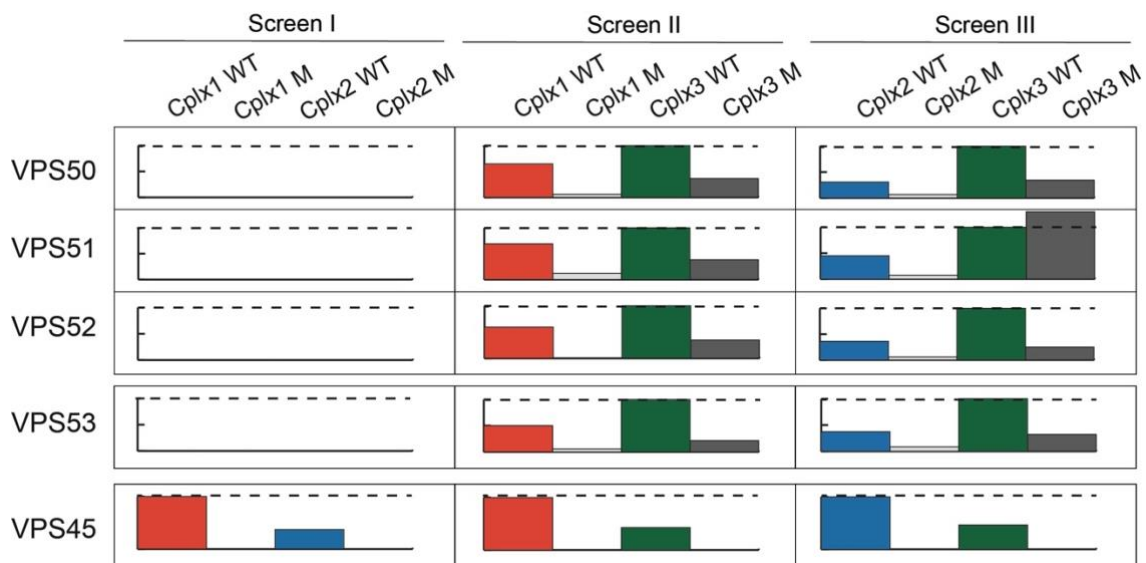 Screen I Screen II Screen III
Cplx1 WT Cplx1 M Cplx2 WT Cplx2 M Cplx1 WT Cplx1 M Cplx3 WT Cplx3 M Cplx2 WT Cplx2 M Cplx3 WT Cplx3 M
VPS50
VPS51
VPS52
VPS53
VPS45